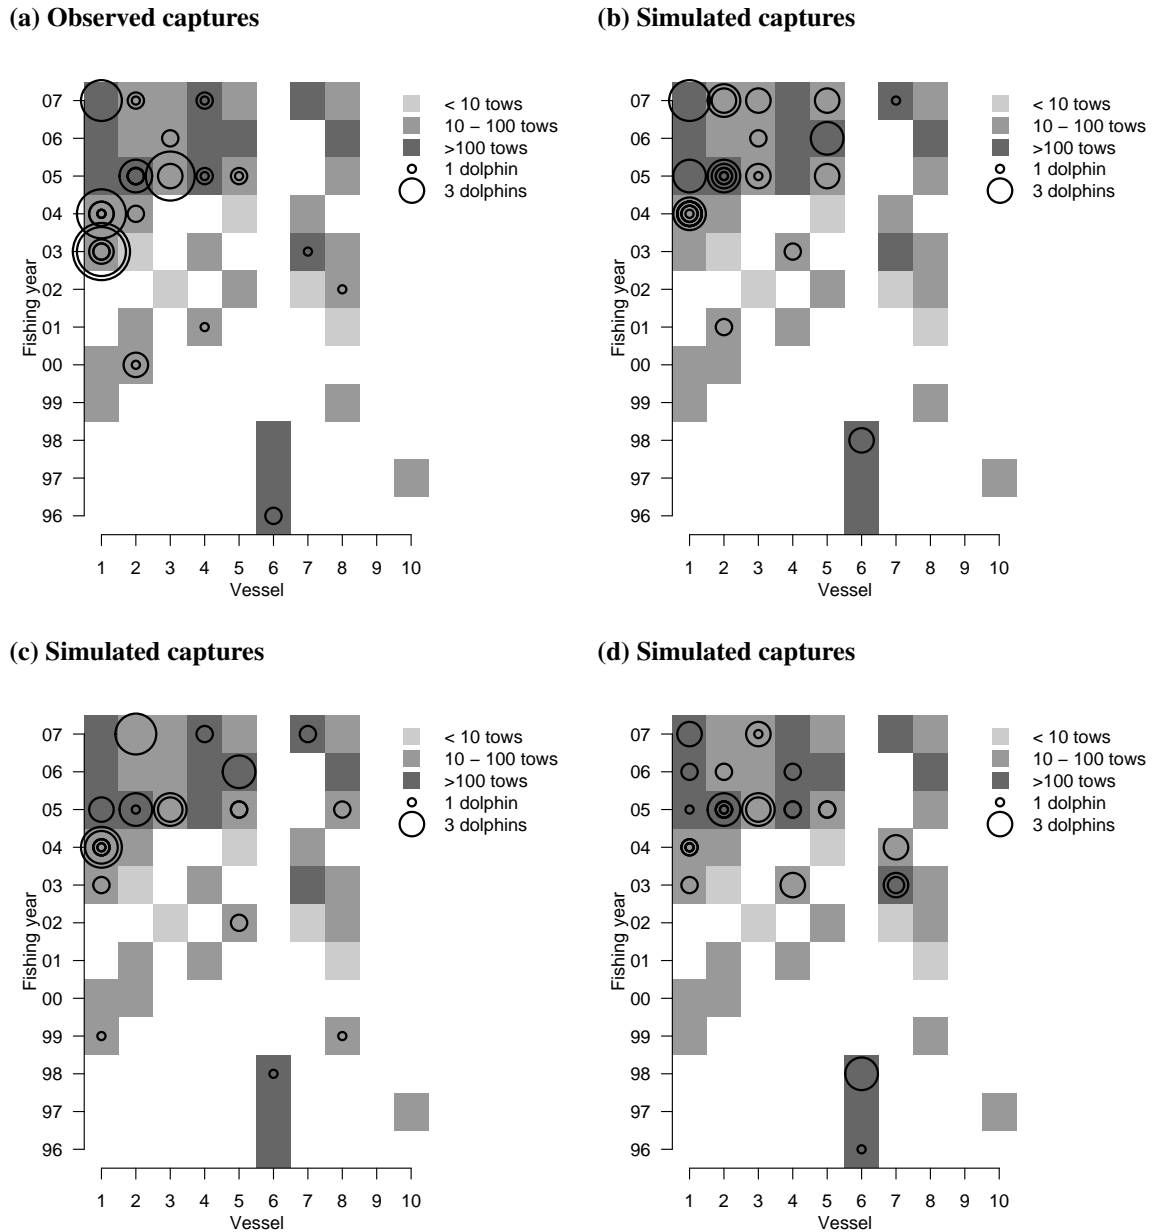 (a) Observed captures
07
06
05
04
03
02
01
00
99
98
97
96
Fishing year
1 2 3 4 5 6 7 8 9 10
Vessel
< 10 tows
10 − 100 tows
>100 tows
1 dolphin
3 dolphins
(b) Simulated captures
07
06
05
04
03
02
01
00
99
98
97
96
Fishing year
1 2 3 4 5 6 7 8 9 10
Vessel
< 10 tows
10 − 100 tows
>100 tows
1 dolphin
3 dolphins
(c) Simulated captures
07
06
05
04
03
02
01
00
99
98
97
96
Fishing year
1 2 3 4 5 6 7 8 9 10
Vessel
< 10 tows
10 − 100 tows
>100 tows
1 dolphin
3 dolphins
(d) Simulated captures
07
06
05
04
03
02
01
00
99
98
97
96
Fishing year
1 2 3 4 5 6 7 8 9 10
Vessel
< 10 tows
10 − 100 tows
>100 tows
1 dolphin
3 dolphins